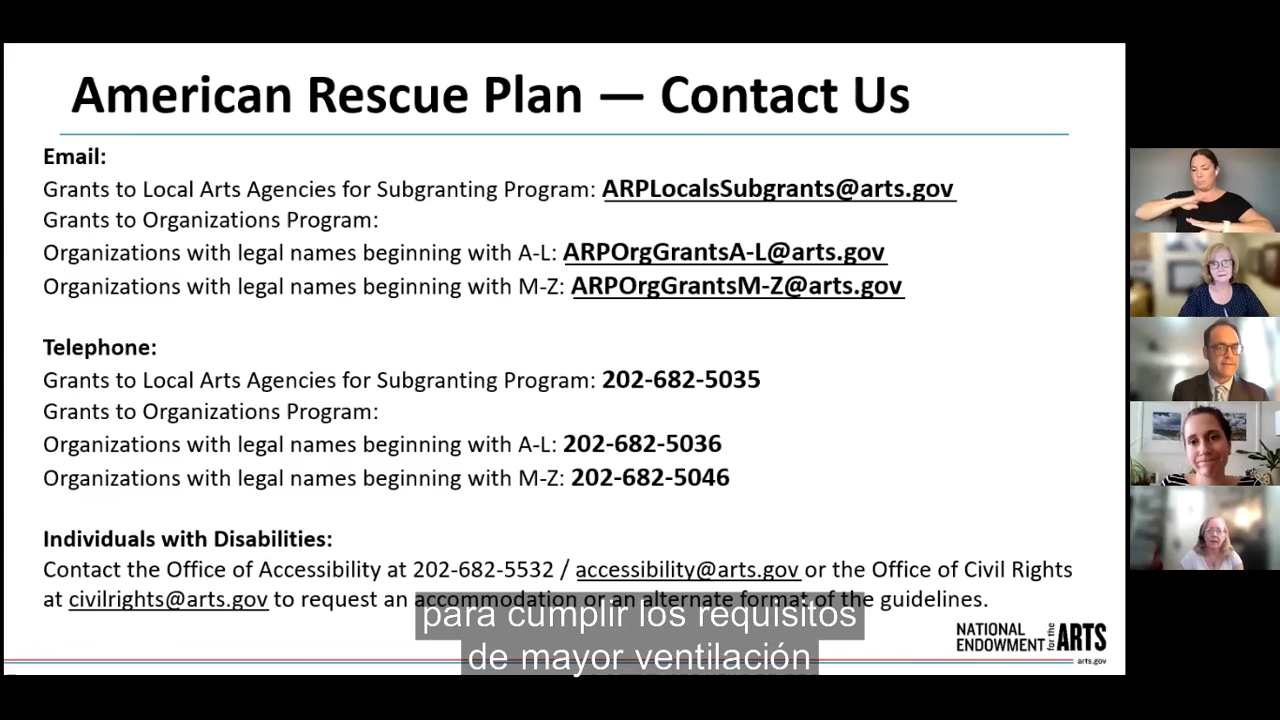 American Rescue Plan — Contact Us
Email:
Grants to Local Arts Agencies for Subgranting Program: ARPLocalsSubgrants@arts.gov
Grants to Organizations Program:
Organizations with legal names beginning with A-L: ARPOrgGrantsA-L@arts.gov
Organizations with legal names beginning with M-Z: ARPOrgGrantsM-Z@arts.gov
Telephone:
Grants to Local Arts Agencies for Subgranting Program: 202-682-5035
Grants to Organizations Program:
Organizations with legal names beginning with A-L: 202-682-5036
Organizations with legal names beginning with M-Z: 202-682-5046
Individuals with Disabilities:
Contact the Office of Accessibility at 202-682-5532 / accessibility@arts.gov or the Office of Civil Rights
at civilrights@arts.gov to request an accommodation or an alternate format of the guidelines.
para cumplir los requisitos
de mayor ventilación
NATIONAL
ENDOWMENT for the ARTS
arts.gov